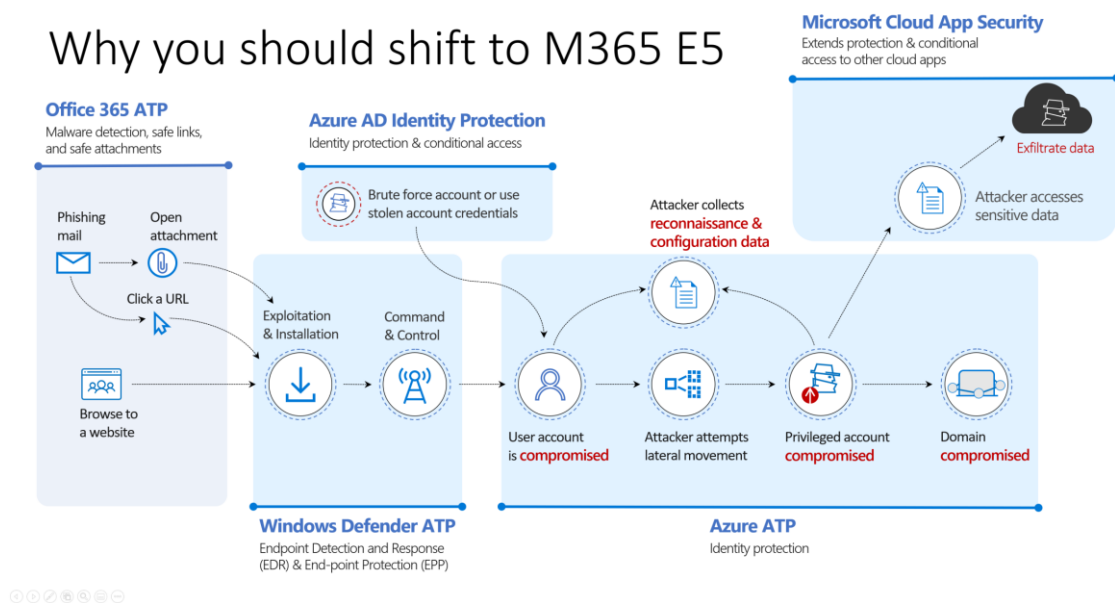 Why you should shift to M365 E5
Microsoft Cloud App Security
Extends protection & conditional
access to other cloud apps
Exfiltrate data
Attacker accesses
sensitive data
Office 365 ATP
Malware detection, safe links,
and safe attachments
Phishing
mail
Open
attachment
Click a URL
Browse to
a website
Azure AD Identity Protection
Identity protection & conditional access
Brute force account or use
stolen account credentials
Exploitation
& Installation
Command
& Control
Windows Defender ATP
Endpoint Detection and Response
(EDR) & End-point Protection (EPP)
Attacker collects
reconnaissance &
configuration data
User account
is compromised
Attacker attempts
lateral movement
Privileged account
compromised
Domain
compromised
Azure ATP
Identity protection